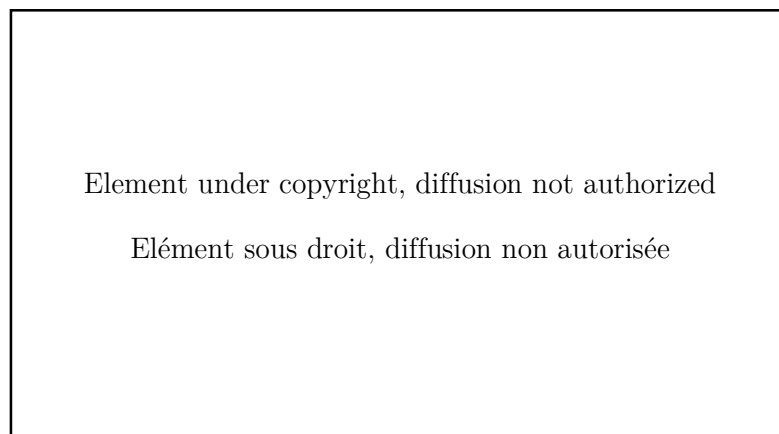 Element under copyright, diffusion not authorized
Elément sous droit, diffusion non autorisée